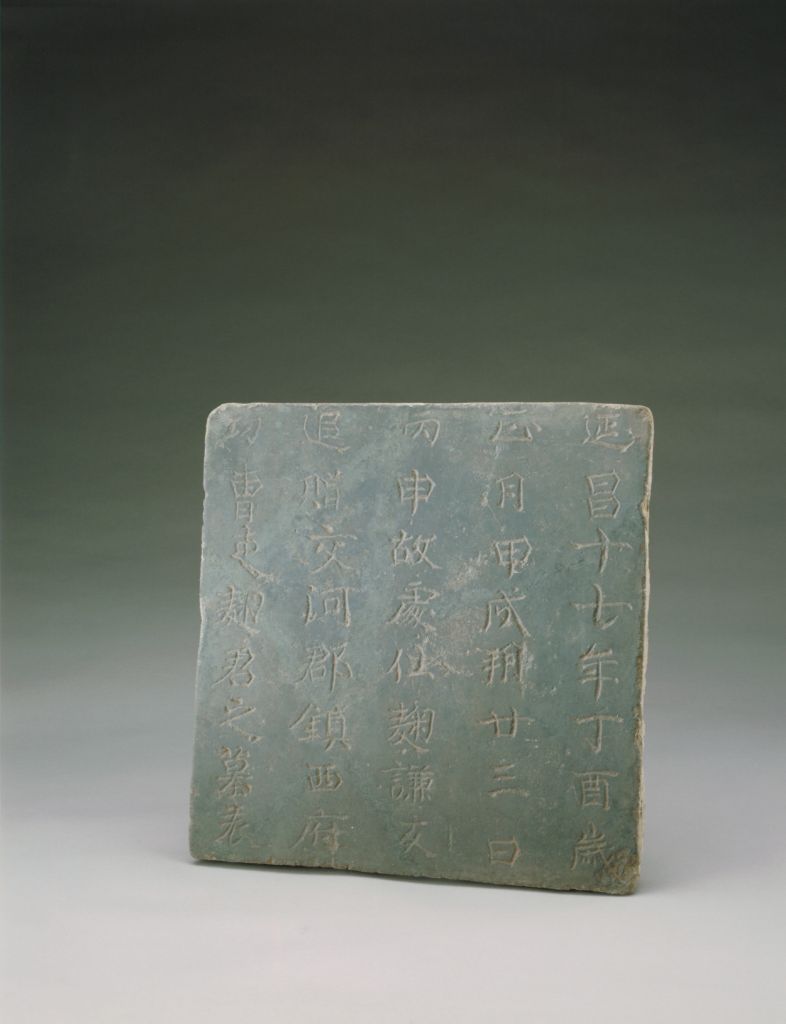 延昌十七年丁酉歲
正月甲戌朔廿三日
丙申故處仕麴謙友
追贈交河郡鎮西府
功曹吏麴君之墓表